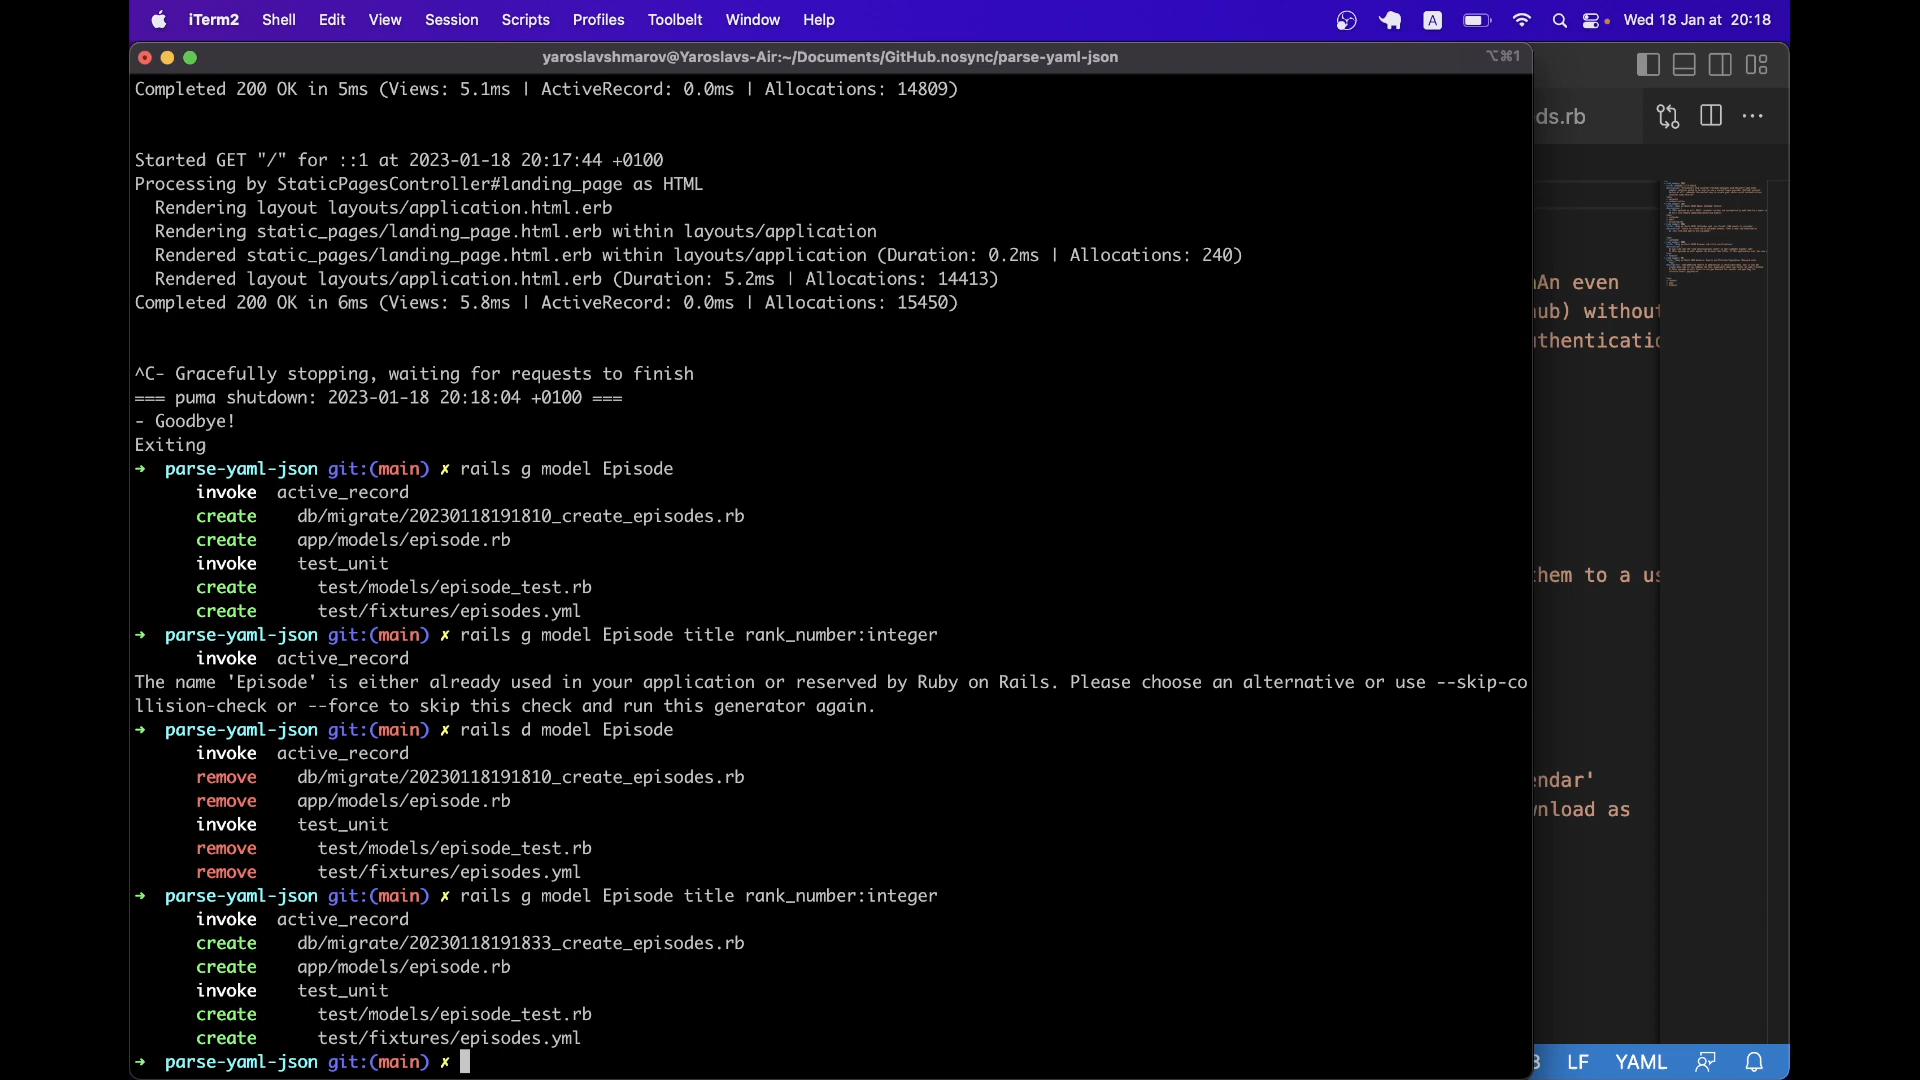 iTerm2 Shell Edit View Session Scripts Profiles Toolbelt Window Help A Wed 18 Jan at 20:18
yaroslavshmarov@Yaroslavs-Air:~/Documents/GitHub.nosync/parse-yaml-json ⌥⌘1
Completed 200 OK in 5ms (Views: 5.1ms | ActiveRecord: 0.0ms | Allocations: 14809)
ds.rb
Started GET "/" for ::1 at 2023-01-18 20:17:44 +0100
Processing by StaticPagesController#landing_page as HTML
Rendering layout layouts/application.html.erb
Rendering static_pages/landing_page.html.erb within layouts/application
Rendered static_pages/landing_page.html.erb within layouts/application (Duration: 0.2ms | Allocations: 240)
Rendered layout layouts/application.html.erb (Duration: 5.2ms | Allocations: 14413)
Completed 200 OK in 6ms (Views: 5.8ms | ActiveRecord: 0.0ms | Allocations: 15450)
^C- Gracefully stopping, waiting for requests to finish
=== puma shutdown: 2023-01-18 20:18:04 +0100 ===
- Goodbye!
Exiting
➜ parse-yaml-json git:(main) ✗ rails g model Episode
invoke active_record
create db/migrate/20230118191810_create_episodes.rb
create app/models/episode.rb
invoke test_unit
create test/models/episode_test.rb
create test/fixtures/episodes.yml
➜ parse-yaml-json git:(main) ✗ rails g model Episode title rank_number:integer
invoke active_record
The name 'Episode' is either already used in your application or reserved by Ruby on Rails. Please choose an alternative or use --skip-co
llision-check or --force to skip this check and run this generator again.
➜ parse-yaml-json git:(main) ✗ rails d model Episode
invoke active_record
remove db/migrate/20230118191810_create_episodes.rb
remove app/models/episode.rb
invoke test_unit
remove test/models/episode_test.rb
remove test/fixtures/episodes.yml
➜ parse-yaml-json git:(main) ✗ rails g model Episode title rank_number:integer
invoke active_record
create db/migrate/20230118191833_create_episodes.rb
create app/models/episode.rb
invoke test_unit
create test/models/episode_test.rb
create test/fixtures/episodes.yml
➜ parse-yaml-json git:(main) ✗
An even
ub) without
thenticatio
hem to a us
ndar'
nload as
LF YAML